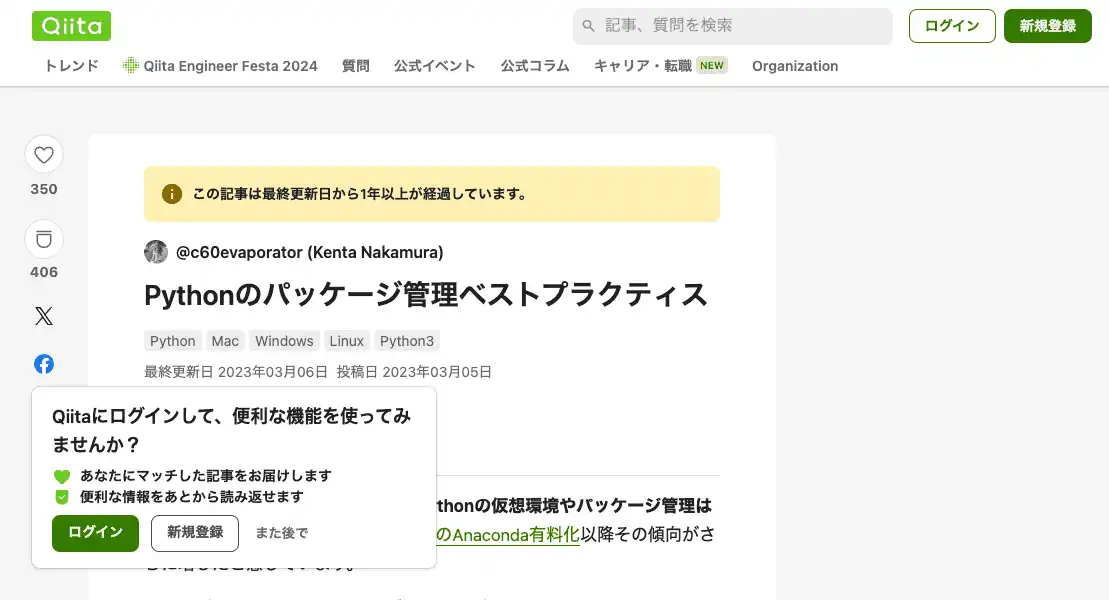 Qiita
記事、質問を検索
ログイン
新規登録
トレンド
Qiita Engineer Festa 2024
質問
公式イベント
公式コラム
キャリア・転職 NEW
Organization
350
406
この記事は最終更新日から1年以上が経過しています。
@c60evaporator (Kenta Nakamura)
Pythonのパッケージ管理ベストプラクティス
Python Mac Windows Linux Python3
最終更新日 2023年03月06日 投稿日 2023年03月05日
Qiitaにログインして、便利な機能を使ってみ
ませんか？
あなたにマッチした記事をお届けします
便利な情報をあとから読み返せます
ログイン
新規登録
また後で
thonの仮想環境やパッケージ管理は
のAnaconda有料化以降その傾向がさ